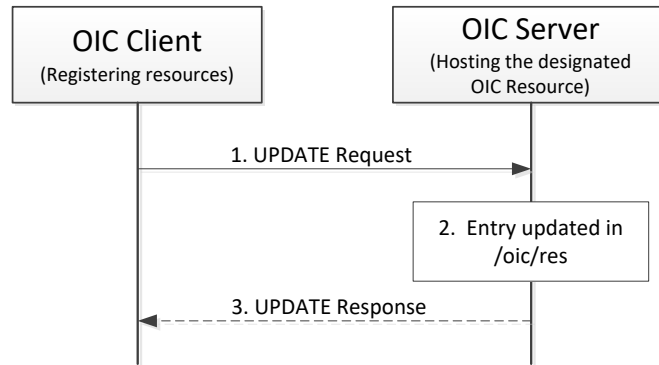 OIC Client
(Registering resources)
OIC Server
(Hosting the designated
OIC Resource)
1. UPDATE Request
2. Entry updated in
/oic/res
3. UPDATE Response